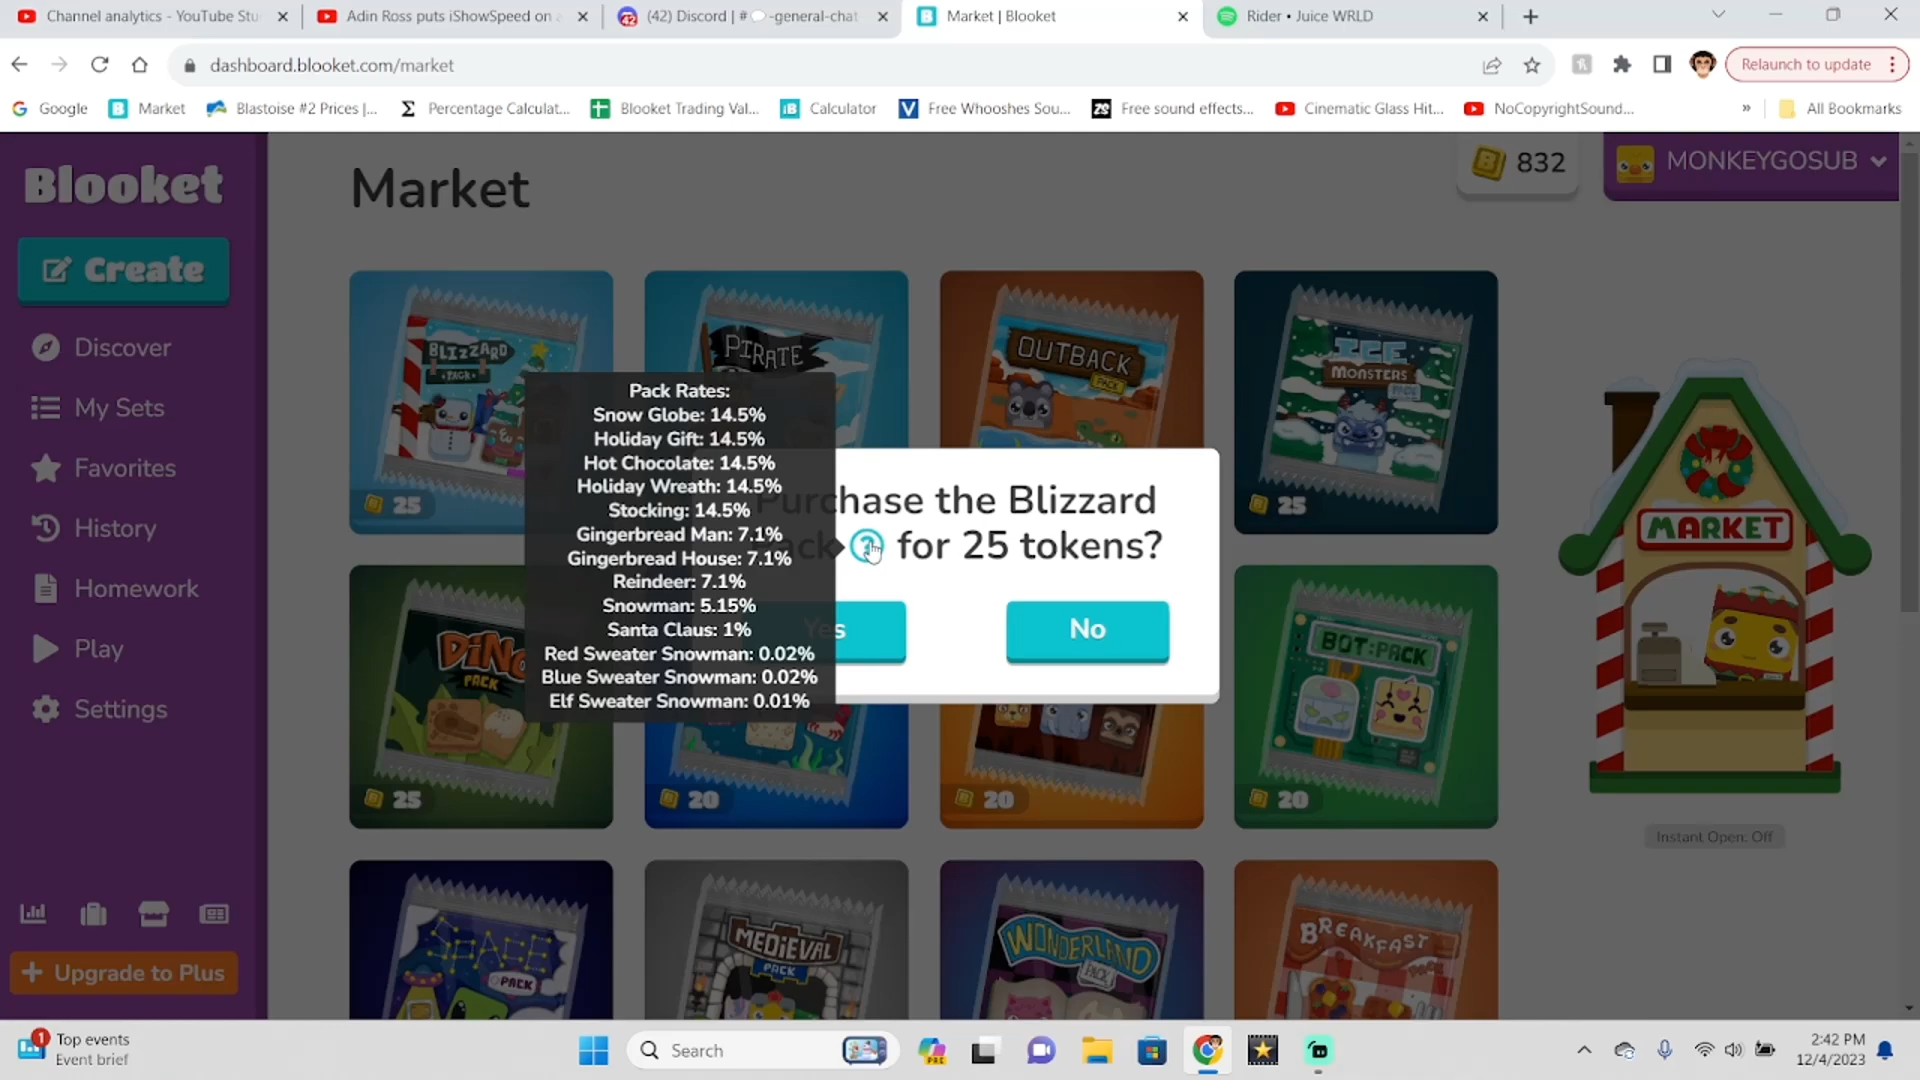 Channel analytics - YouTube Stu
Adin Ross puts iShowSpeed on a
(42) Discord | # -general-chat
Market | Blooket
Rider • Juice WRLD
dashboard.blooket.com/market
Relaunch to update
Google
Market
Blastoise #2 Prices |...
Percentage Calculat...
Blooket Trading Val...
Calculator
Free Whooshes Sou...
Free sound effects...
Cinematic Glass Hit...
NoCopyrightSound...
»
All Bookmarks
Blooket
Create
Discover
My Sets
Favorites
History
Homework
Play
Settings
Upgrade to Plus
Market
832
MONKEYGOSUB
BLIZZARD
PACK
25
PIRATE
OUTBACK
PACK
ICE
MONSTERS
PACK
25
Pack Rates:
Snow Globe: 14.5%
Holiday Gift: 14.5%
Hot Chocolate: 14.5%
Holiday Wreath: 14.5%
Stocking: 14.5%
Gingerbread Man: 7.1%
Gingerbread House: 7.1%
Reindeer: 7.1%
Snowman: 5.15%
Santa Claus: 1%
Red Sweater Snowman: 0.02%
Blue Sweater Snowman: 0.02%
Elf Sweater Snowman: 0.01%
Purchase the Blizzard
ack ? for 25 tokens?
Yes
No
DINO
PACK
25
20
20
BOT:PACK
20
MARKET
Instant Open: Off
SPACE
PACK
MEDIEVAL
PACK
WONDERLAND
PACK
BREAKFAST
PACK
1
Top events
Event brief
Search
PRE
2:42 PM
12/4/2023